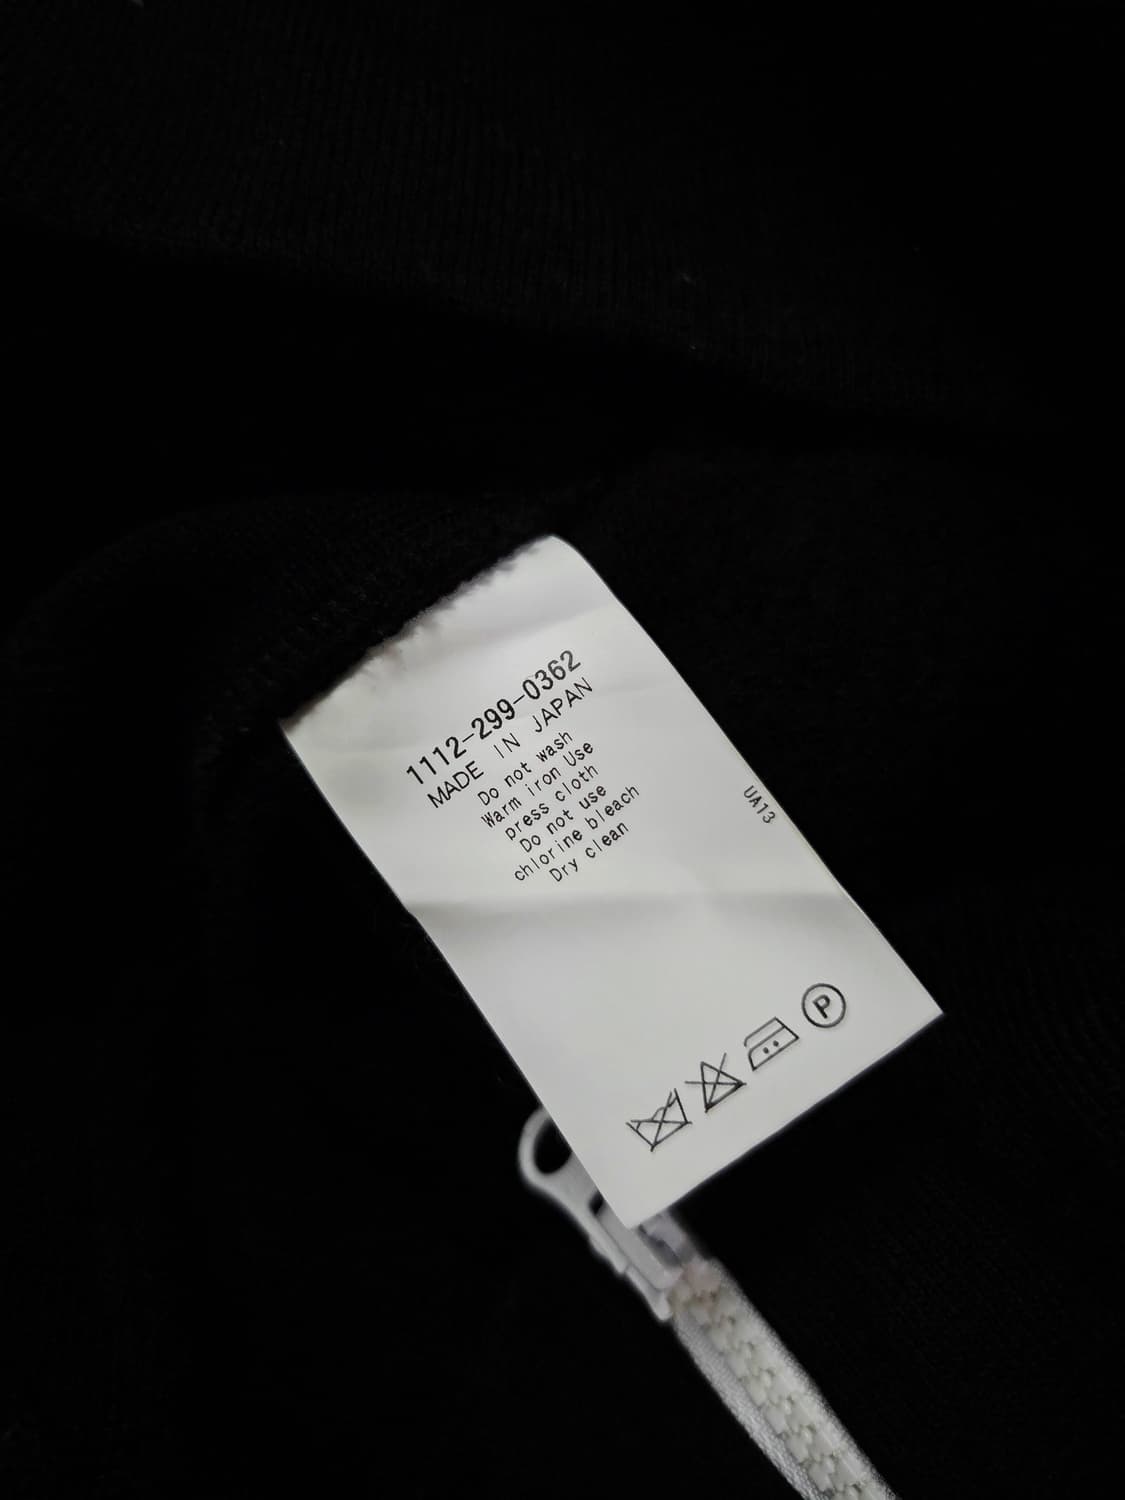 1112-299-0362
MADE IN JAPAN
Do not wash
Warm iron Use
press cloth
Do not use
chlorine bleach
Dry clean
UA13
P